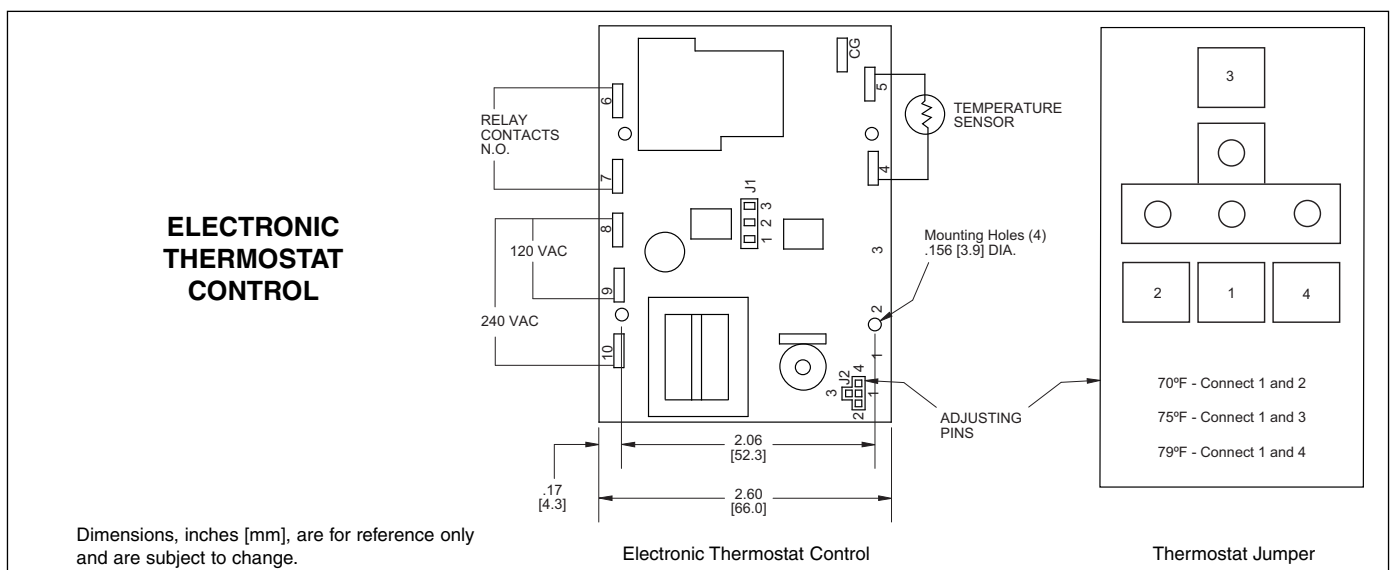 ELECTRONIC
THERMOSTAT
CONTROL
Dimensions, inches [mm], are for reference only
and are subject to change.
RELAY
CONTACTS
N.O.
120 VAC
240 VAC
6
7
8
9
10
CG
5
4
3
2
1
J1
3
2
1
J2
4
3
1
2
TEMPERATURE
SENSOR
Mounting Holes (4)
.156 [3.9] DIA.
ADJUSTING
PINS
2.06
[52.3]
.17
[4.3]
2.60
[66.0]
Electronic Thermostat Control
3
2 1 4
70ºF - Connect 1 and 2
75ºF - Connect 1 and 3
79ºF - Connect 1 and 4
Thermostat Jumper